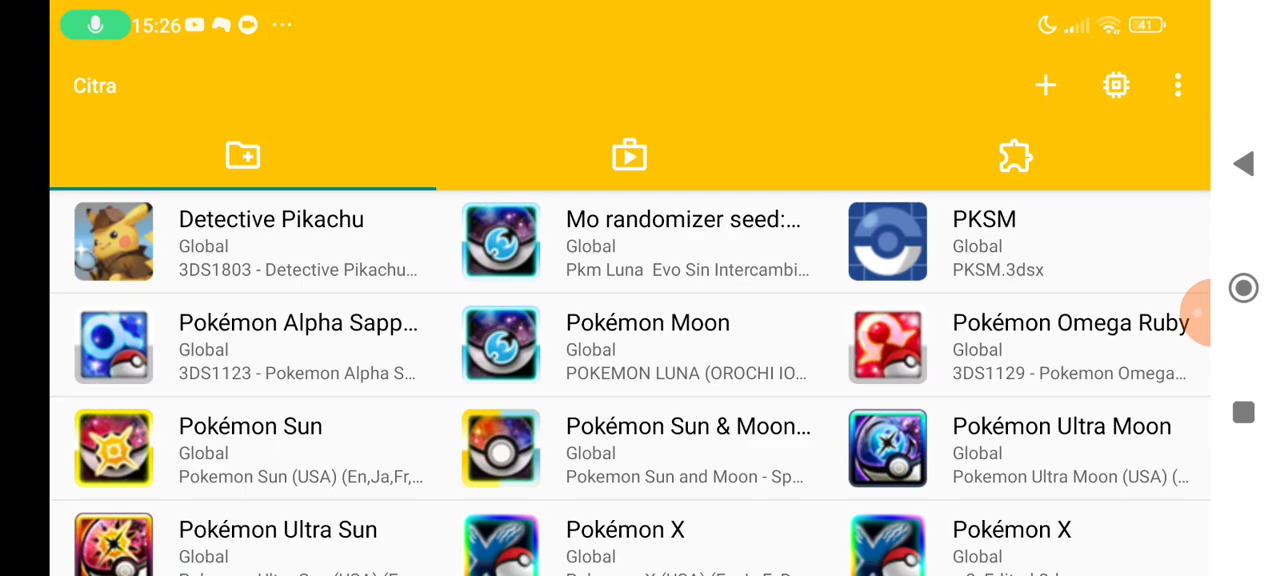 15:26
41
Citra
Detective Pikachu
Global
3DS1803 - Detective Pikachu...
Mo randomizer seed:...
Global
Pkm Luna Evo Sin Intercambi...
PKSM
Global
PKSM.3dsx
Pokémon Alpha Sapp...
Global
3DS1123 - Pokemon Alpha S...
Pokémon Moon
Global
POKEMON LUNA (OROCHI IO...
Pokémon Omega Ruby
Global
3DS1129 - Pokemon Omega...
Pokémon Sun
Global
Pokemon Sun (USA) (En,Ja,Fr,...
Pokémon Sun & Moon...
Global
Pokemon Sun and Moon - Sp...
Pokémon Ultra Moon
Global
Pokemon Ultra Moon (USA) (...
Pokémon Ultra Sun
Global
Pokémon X
Global
Pokémon X
Global